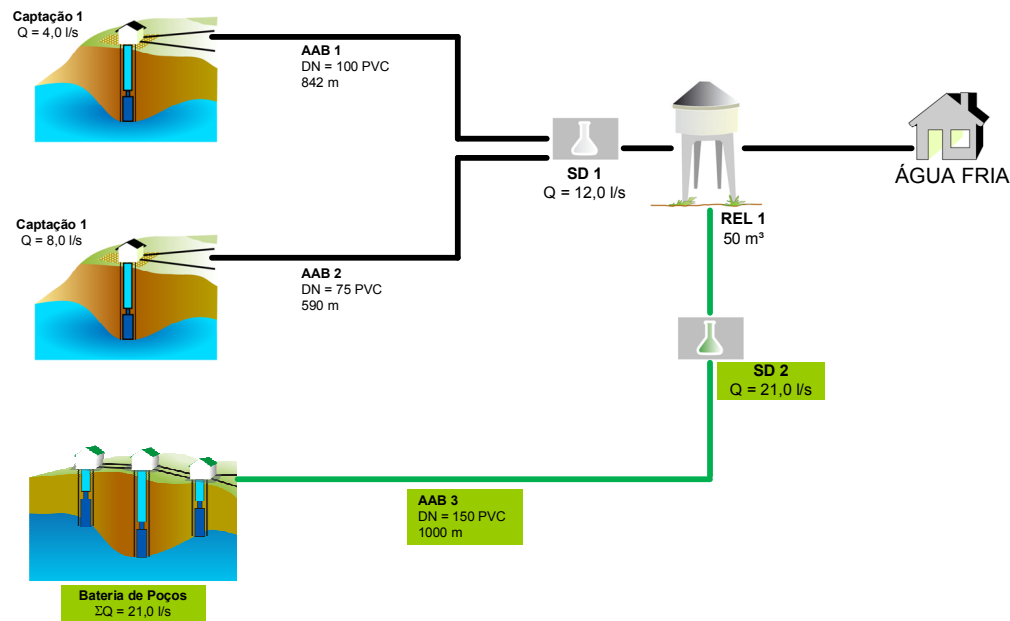 Captação 1
Q = 4,0 l/s
AAB 1
DN = 100 PVC
842 m
SD 1
Q = 12,0 l/s
REL 1
50 m³
ÁGUA FRIA
Captação 1
Q = 8,0 l/s
AAB 2
DN = 75 PVC
590 m
SD 2
Q = 21,0 l/s
AAB 3
DN = 150 PVC
1000 m
Bateria de Poços
ΣQ = 21,0 l/s